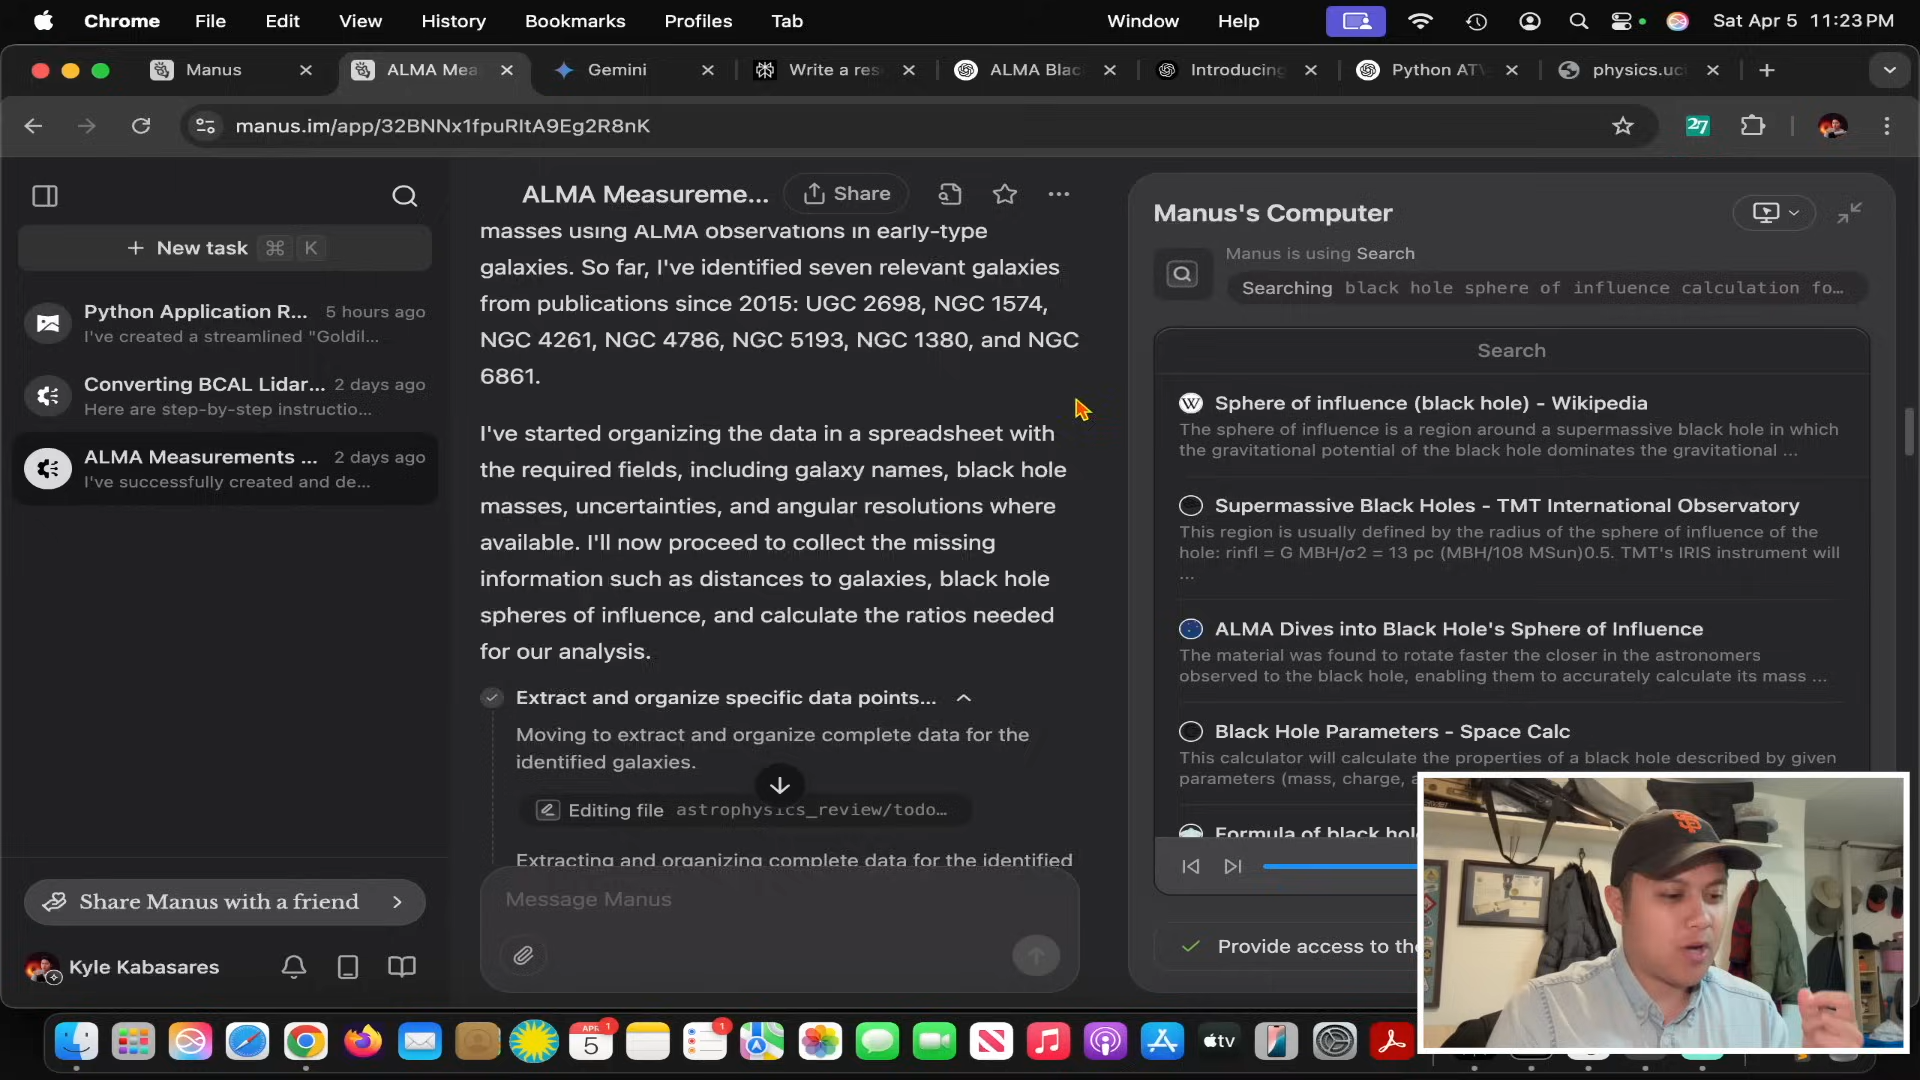 Chrome File Edit View History Bookmarks Profiles Tab Window Help Sat Apr 5 11:23 PM
Manus ALMA Mea Gemini Write a res ALMA Blac Introducing Python AT physics.uc
manus.im/app/32BNNx1fpuRItA9Eg2R8nK
27
New task ⌘ K
Python Application R... 5 hours ago
I've created a streamlined "Goldil...
Converting BCAL Lidar... 2 days ago
Here are step-by-step instructio...
ALMA Measurements ... 2 days ago
I've successfully created and de...
Share Manus with a friend
Kyle Kabasares
ALMA Measureme... Share
masses using ALMA observations in early-type
galaxies. So far, I've identified seven relevant galaxies
from publications since 2015: UGC 2698, NGC 1574,
NGC 4261, NGC 4786, NGC 5193, NGC 1380, and NGC
6861.
I've started organizing the data in a spreadsheet with
the required fields, including galaxy names, black hole
masses, uncertainties, and angular resolutions where
available. I'll now proceed to collect the missing
information such as distances to galaxies, black hole
spheres of influence, and calculate the ratios needed
for our analysis.
Extract and organize specific data points...
Moving to extract and organize complete data for the
identified galaxies.
Editing file astrophysics_review/todo...
Extracting and organizing complete data for the identified
Message Manus
Manus's Computer
Manus is using Search
Searching black hole sphere of influence calculation fo...
Search
Sphere of influence (black hole) - Wikipedia
The sphere of influence is a region around a supermassive black hole in which
the gravitational potential of the black hole dominates the gravitational ...
Supermassive Black Holes - TMT International Observatory
This region is usually defined by the radius of the sphere of influence of the
hole: rinfl = G MBH/σ2 = 13 pc (MBH/108 MSun)0.5. TMT's IRIS instrument will
...
ALMA Dives into Black Hole's Sphere of Influence
The material was found to rotate faster the closer in the astronomers
observed to the black hole, enabling them to accurately calculate its mass ...
Black Hole Parameters - Space Calc
This calculator will calculate the properties of a black hole described by given
parameters (mass, charge, a
Formula of black hol
Provide access to the
APR 1
5
1
tv